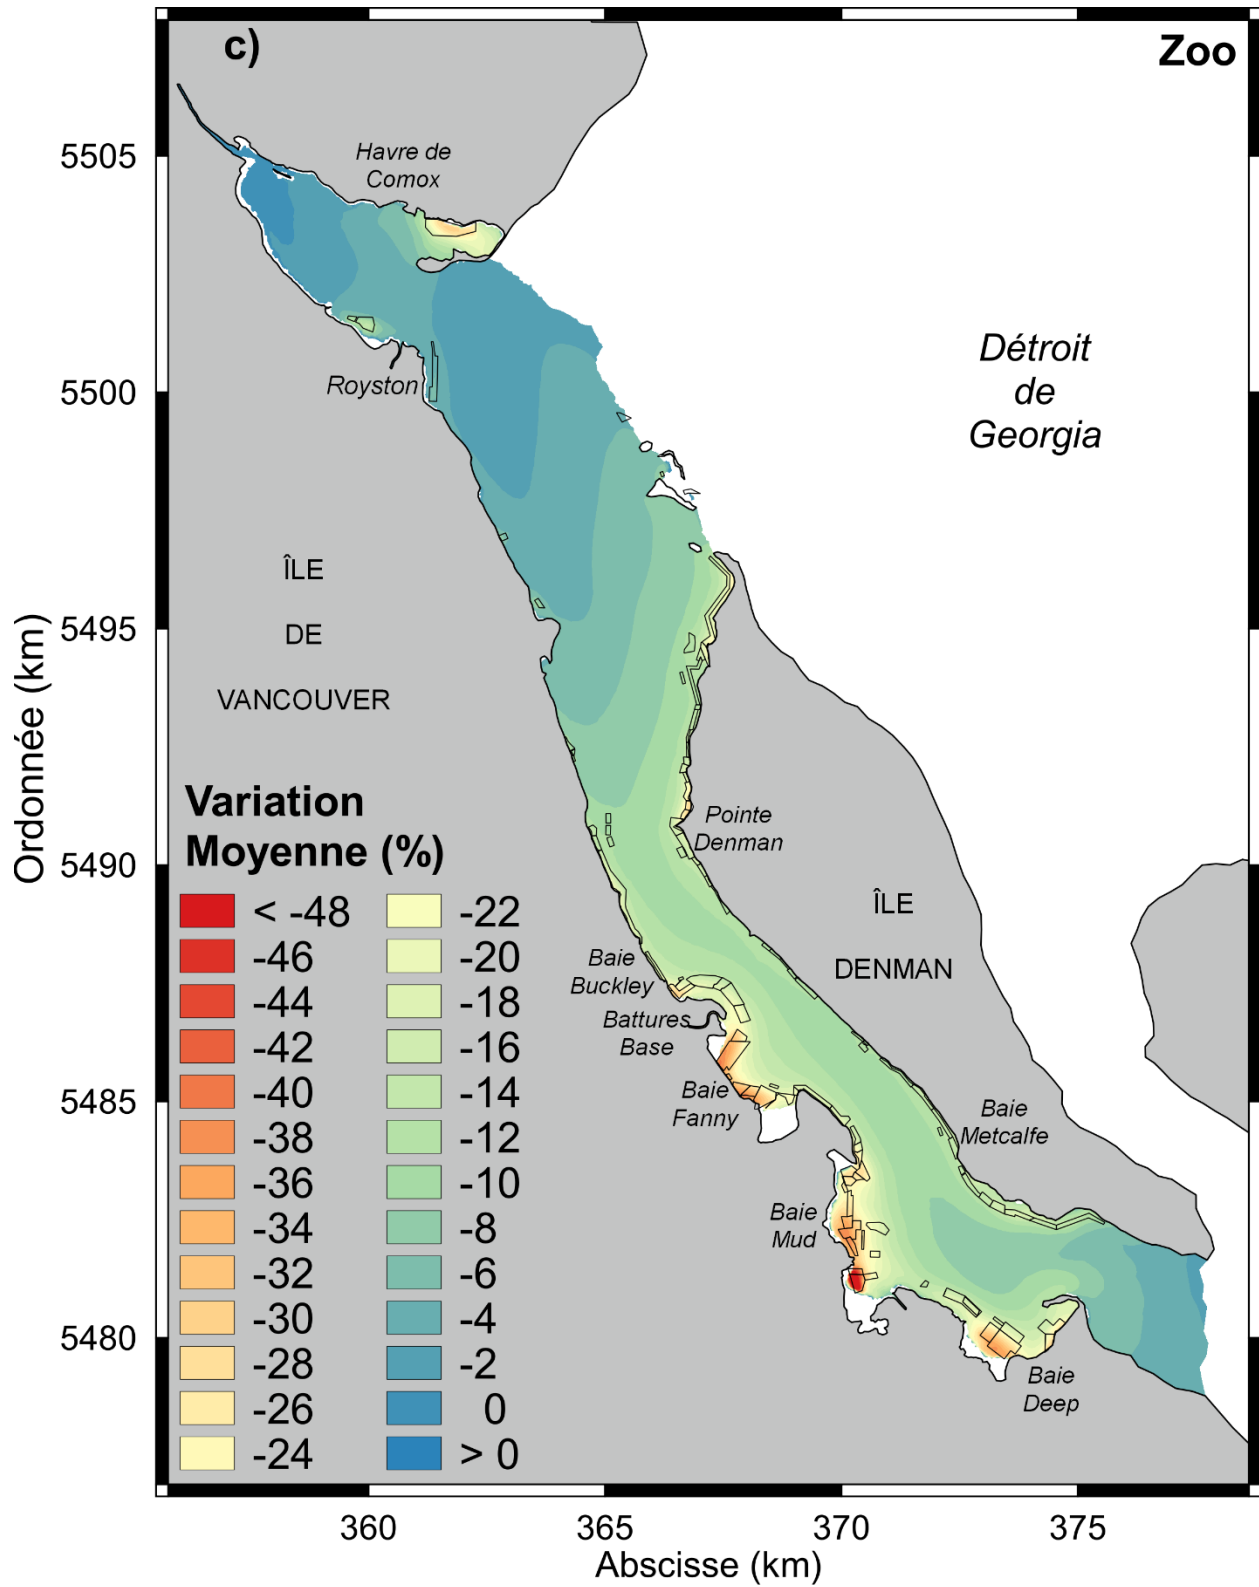 c)
Zoo
Havre de
Comox
5505
Détroit
de
Georgia
Royston
5500
ÎLE
DE
VANCOUVER
5495
Ordonnée (km)
Pointe
Denman
5490
ÎLE
DENMAN
Baie
Buckley
Battures
Base
Baie
Fanny
5485
Baie
Metcalfe
Baie
Mud
5480
Baie
Deep
Variation
Moyenne (%)
< -48
-46
-44
-42
-40
-38
-36
-34
-32
-30
-28
-26
-24
-22
-20
-18
-16
-14
-12
-10
-8
-6
-4
-2
0
> 0
360
365
370
375
Abscisse (km)